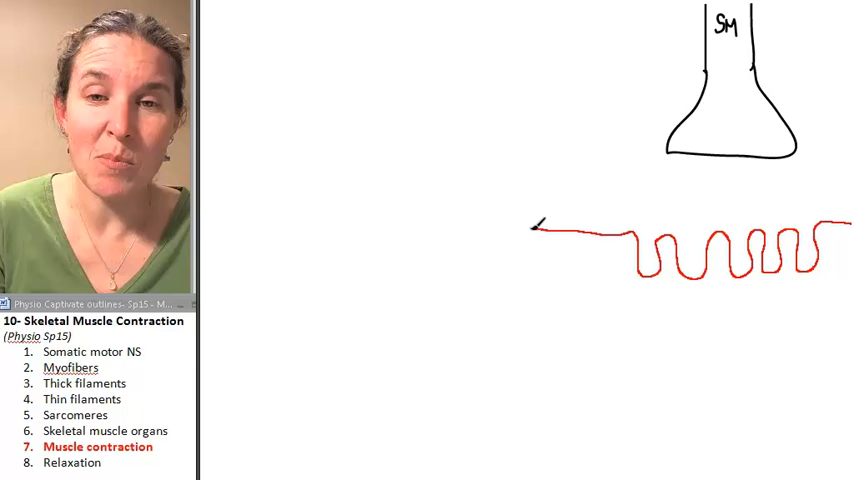 SM
Physio Captivate outlines- Sp15 - M...
10- Skeletal Muscle Contraction
(Physio Sp15)
1. Somatic motor NS
2. Myofibers
3. Thick filaments
4. Thin filaments
5. Sarcomeres
6. Skeletal muscle organs
7. Muscle contraction
8. Relaxation